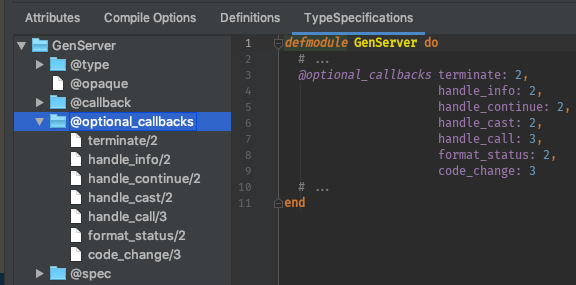 Attributes Compile Options Definitions TypeSpecifications
GenServer
@type
@opaque
@callback
@optional_callbacks
terminate/2
handle_info/2
handle_continue/2
handle_cast/2
handle_call/3
format_status/2
code_change/3
@spec
1 defmodule GenServer do
2 # ...
3 @optional_callbacks terminate: 2,
4 handle_info: 2,
5 handle_continue: 2,
6 handle_cast: 2,
7 handle_call: 3,
8 format_status: 2,
9 code_change: 3
10 # ...
11 end